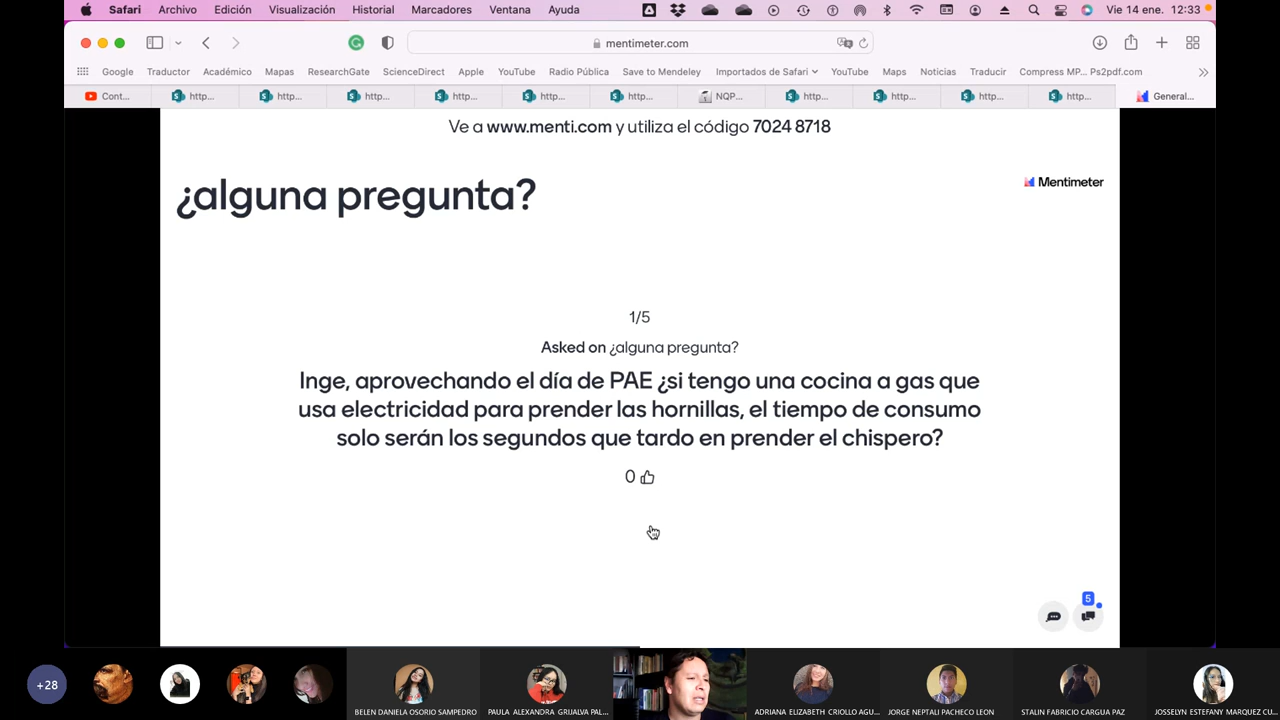 Safari Archivo Edición Visualización Historial Marcadores Ventana Ayuda Vie 14 ene. 12:33
mentimeter.com
Google Traductor Académico Mapas ResearchGate ScienceDirect Apple YouTube Radio Pública Save to Mendeley Importados de Safari YouTube Maps Noticias Traducir Compress MP... Ps2pdf.com
Cont... http... http... http... http... http... http... NQP... http... http... http... http... General...
Ve a www.menti.com y utiliza el código 7024 8718
¿alguna pregunta?
Mentimeter
1/5
Asked on ¿alguna pregunta?
Inge, aprovechando el día de PAE ¿si tengo una cocina a gas que
usa electricidad para prender las hornillas, el tiempo de consumo
solo serán los segundos que tardo en prender el chispero?
0
5
+28
BELEN DANIELA OSORIO SAMPEDRO PAULA ALEXANDRA GRIJALVA PAL... ADRIANA ELIZABETH CRIOLLO AGU... JORGE NEPTALI PACHECO LEON STALIN FABRICIO CARGUA PAZ JOSSELYN ESTEFANY MARQUEZ CU...